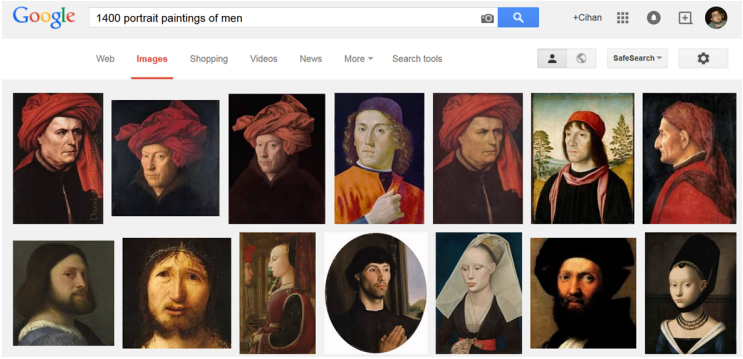 Google 1400 portrait paintings of men +Cihan
Web Images Shopping Videos News More Search tools SafeSearch